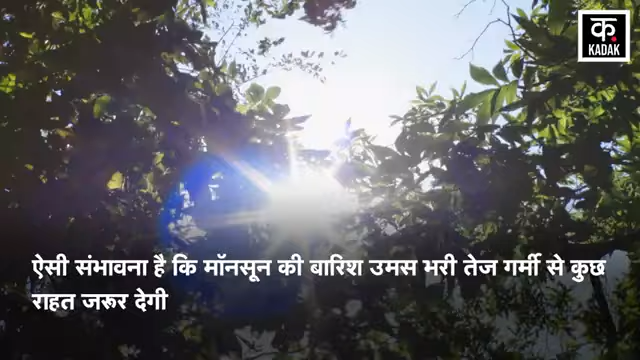 क.
KADAK
ऐसी संभावना है कि मॉनसून की बारिश उमस भरी तेज गर्मी से कुछ
राहत जरूर देगी